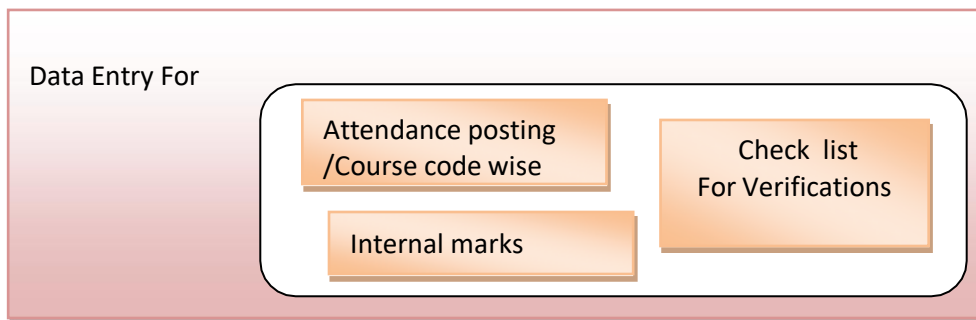 Data Entry For
Attendance posting
/Course code wise
Check list
For Verifications
Internal marks